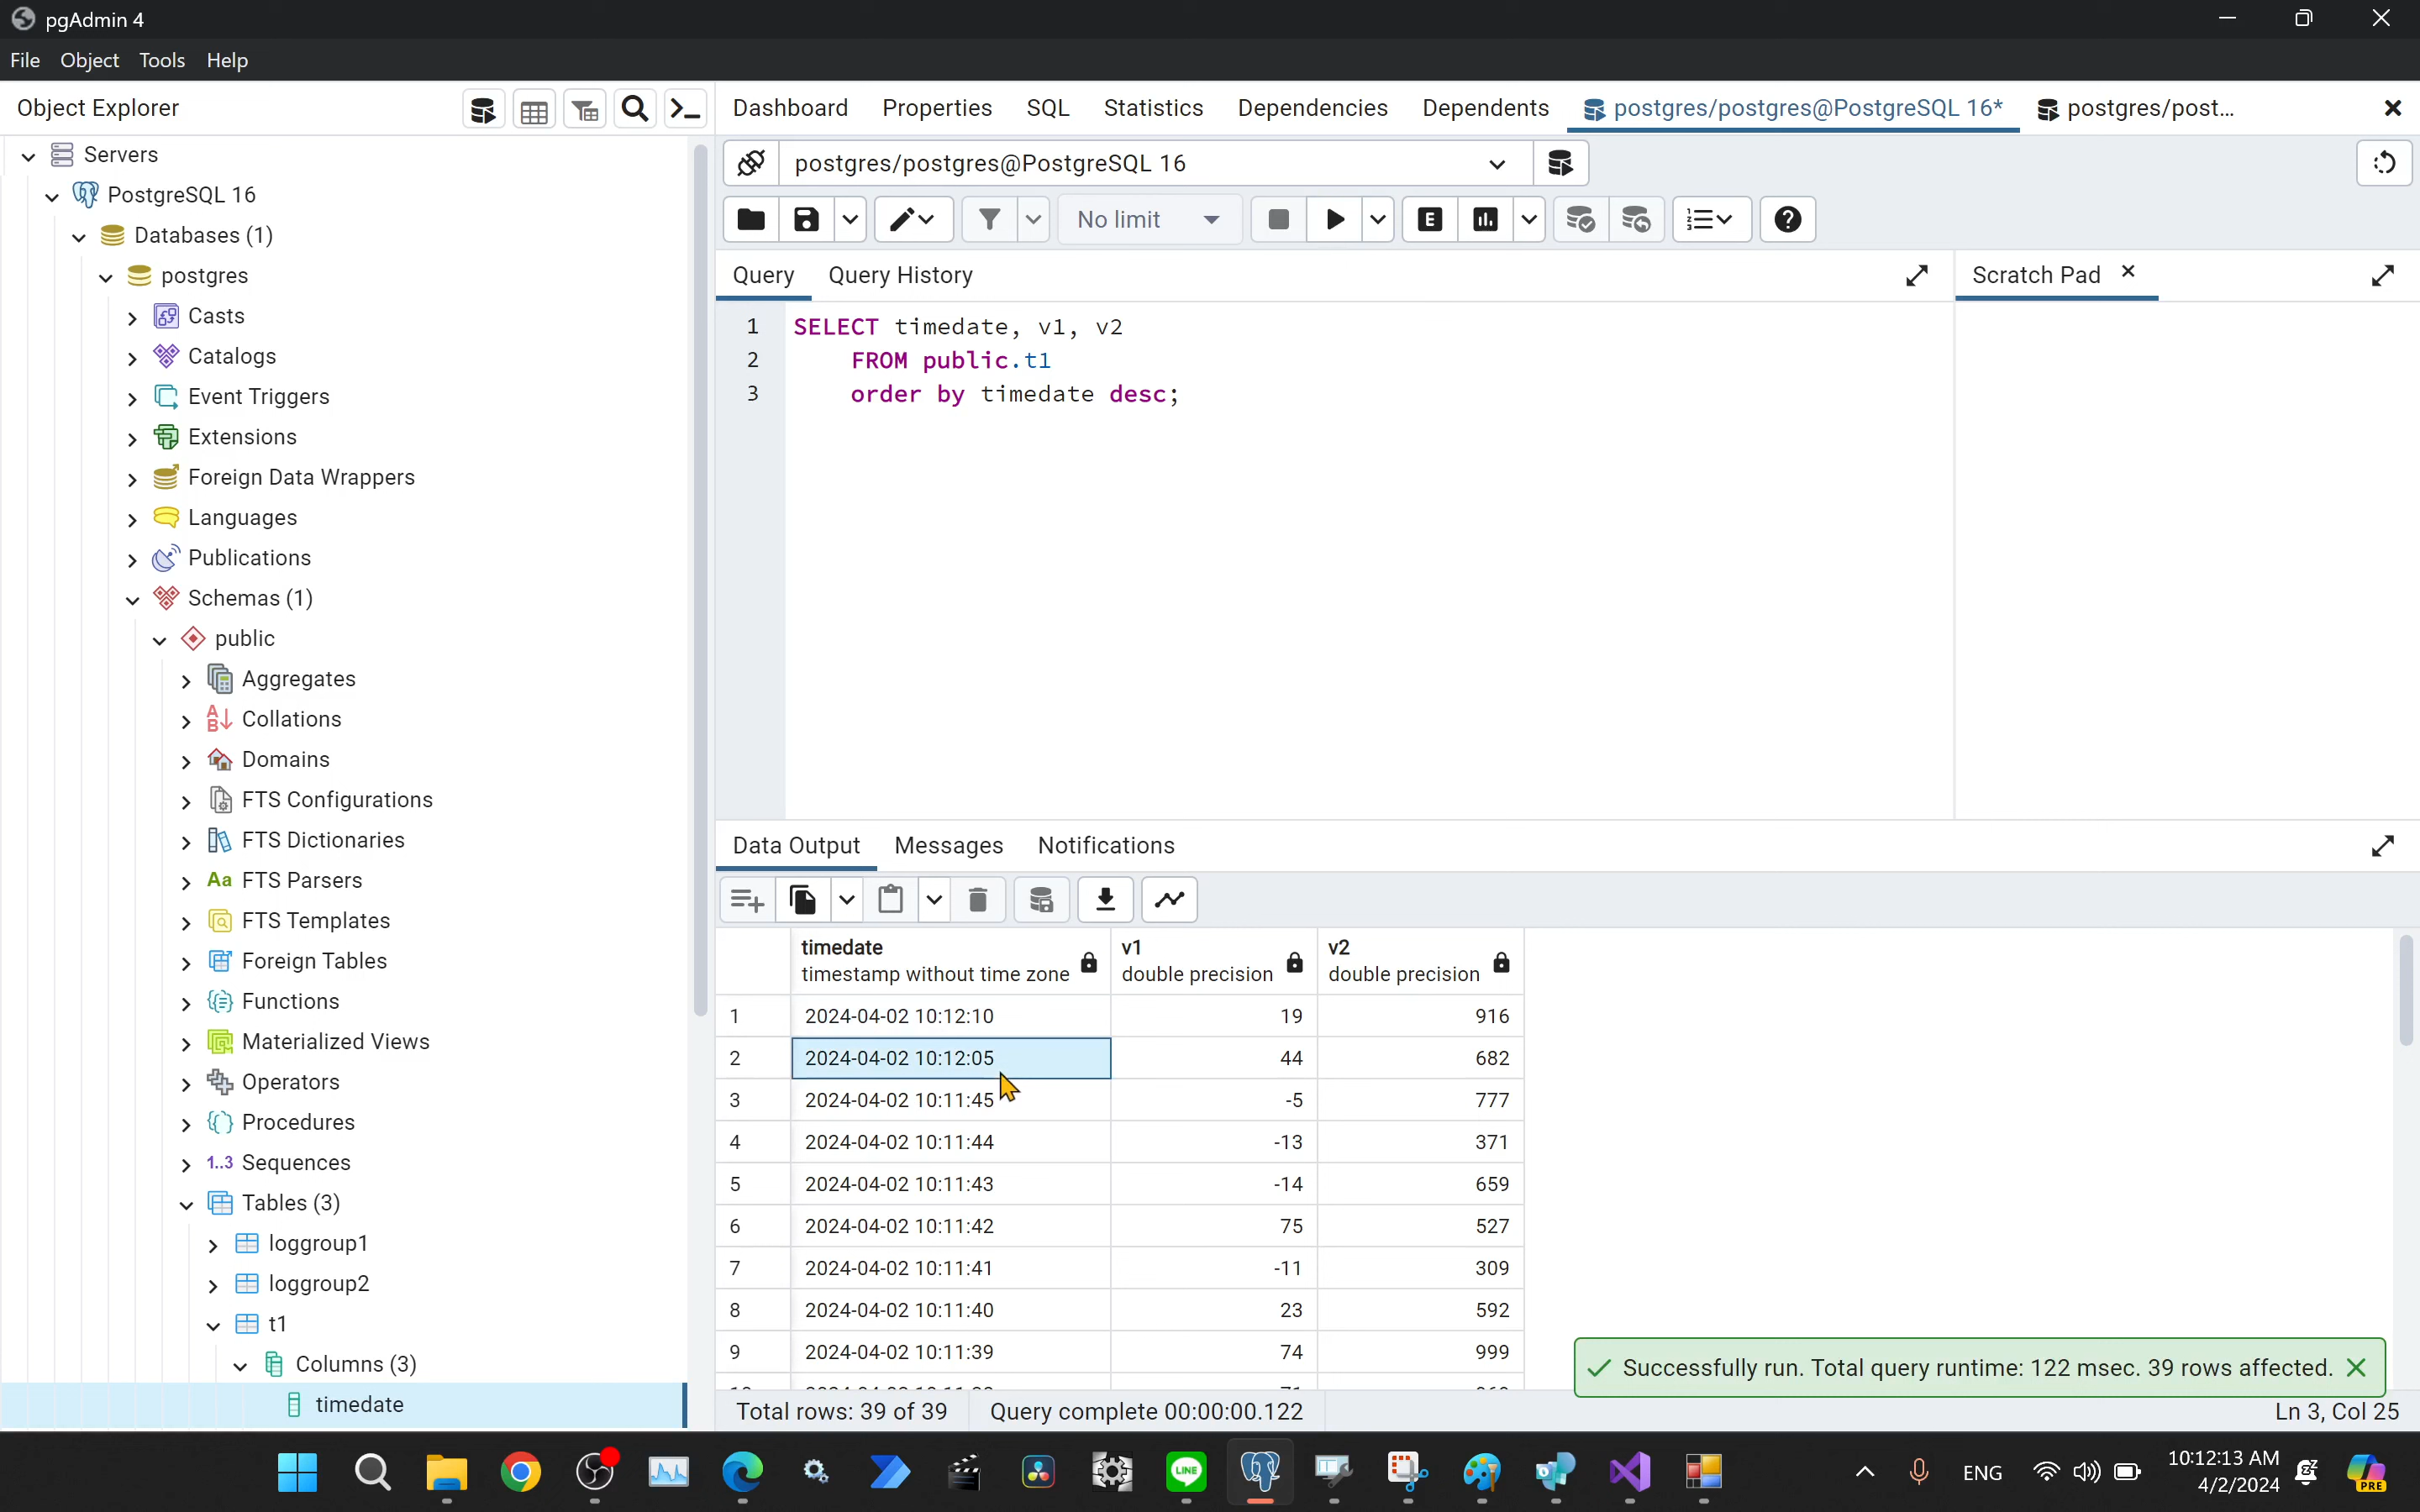 pgAdmin 4
File Object Tools Help
Object Explorer
Dashboard Properties SQL Statistics Dependencies Dependents postgres/postgres@PostgreSQL 16* postgres/post...
Servers
PostgreSQL 16
Databases (1)
postgres
Casts
Catalogs
Event Triggers
Extensions
Foreign Data Wrappers
Languages
Publications
Schemas (1)
public
Aggregates
Collations
Domains
FTS Configurations
FTS Dictionaries
Aa FTS Parsers
FTS Templates
Foreign Tables
Functions
Materialized Views
Operators
Procedures
1..3 Sequences
Tables (3)
loggroup1
loggroup2
t1
Columns (3)
timedate
postgres/postgres@PostgreSQL 16
No limit E
Query Query History
Scratch Pad
1 SELECT timedate, v1, v2
2 FROM public.t1
3 order by timedate desc;
Data Output Messages Notifications
timedate v1 v2
timestamp without time zone double precision double precision
1 2024-04-02 10:12:10 19 916
2 2024-04-02 10:12:05 44 682
3 2024-04-02 10:11:45 -5 777
4 2024-04-02 10:11:44 -13 371
5 2024-04-02 10:11:43 -14 659
6 2024-04-02 10:11:42 75 527
7 2024-04-02 10:11:41 -11 309
8 2024-04-02 10:11:40 23 592
9 2024-04-02 10:11:39 74 999
Successfully run. Total query runtime: 122 msec. 39 rows affected.
Total rows: 39 of 39 Query complete 00:00:00.122 Ln 3, Col 25
LINE
ENG
10:12:13 AM
4/2/2024
PRE